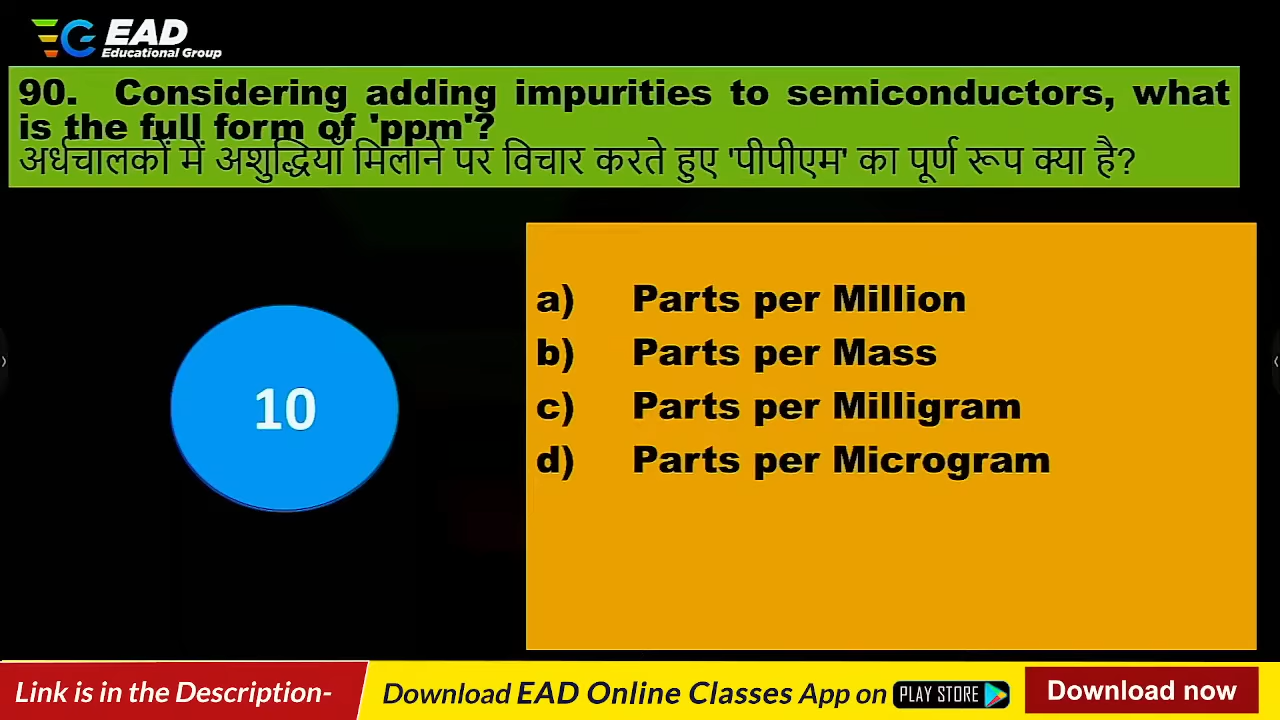 EAD
Educational Group
90. Considering adding impurities to semiconductors, what
is the full form of 'ppm'?
अर्धचालकों में अशुद्धियाँ मिलाने पर विचार करते हुए 'पीपीएम' का पूर्ण रूप क्या है?
10
a) Parts per Million
b) Parts per Mass
c) Parts per Milligram
d) Parts per Microgram
Link is in the Description-
Download EAD Online Classes App on PLAY STORE
Download now